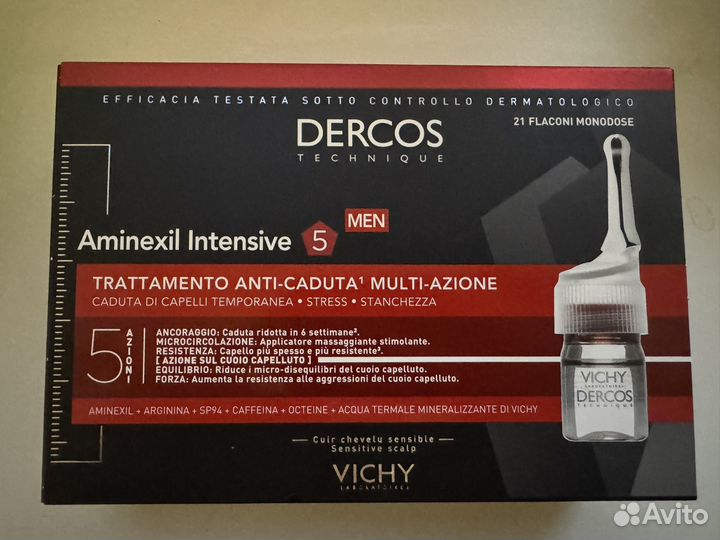 EFFICACIA TESTATA SOTTO CONTROLLO DERMATOLOGICO
21 FLACONI MONODOSE
DERCOS
TECHNIQUE
Aminexil Intensive 5 MEN
TRATTAMENTO ANTI-CADUTA¹ MULTI-AZIONE
CADUTA DI CAPELLI TEMPORANEA • STRESS • STANCHEZZA
5 AZIONI
ANCORAGGIO: Caduta ridotta in 6 settimane².
MICROCIRCOLAZIONE: Applicatore massaggiante stimolante.
RESISTENZA: Capello più spesso e più resistente³.
[ AZIONE SUL CUOIO CAPELLUTO ]
EQUILIBRIO: Riduce i micro-disequilibri del cuoio capelluto.
FORZA: Aumenta la resistenza alle aggressioni del cuoio capelluto.
AMINEXIL + ARGININA + SP94 + CAFFEINA + OCTEINE + ACQUA TERMALE MINERALIZZANTE DI VICHY
Cuir chevelu sensible
Sensitive scalp
VICHY
LABORATOIRES
VICHY
LABORATOIRES
DERCOS
TECHNIQUE
Avito